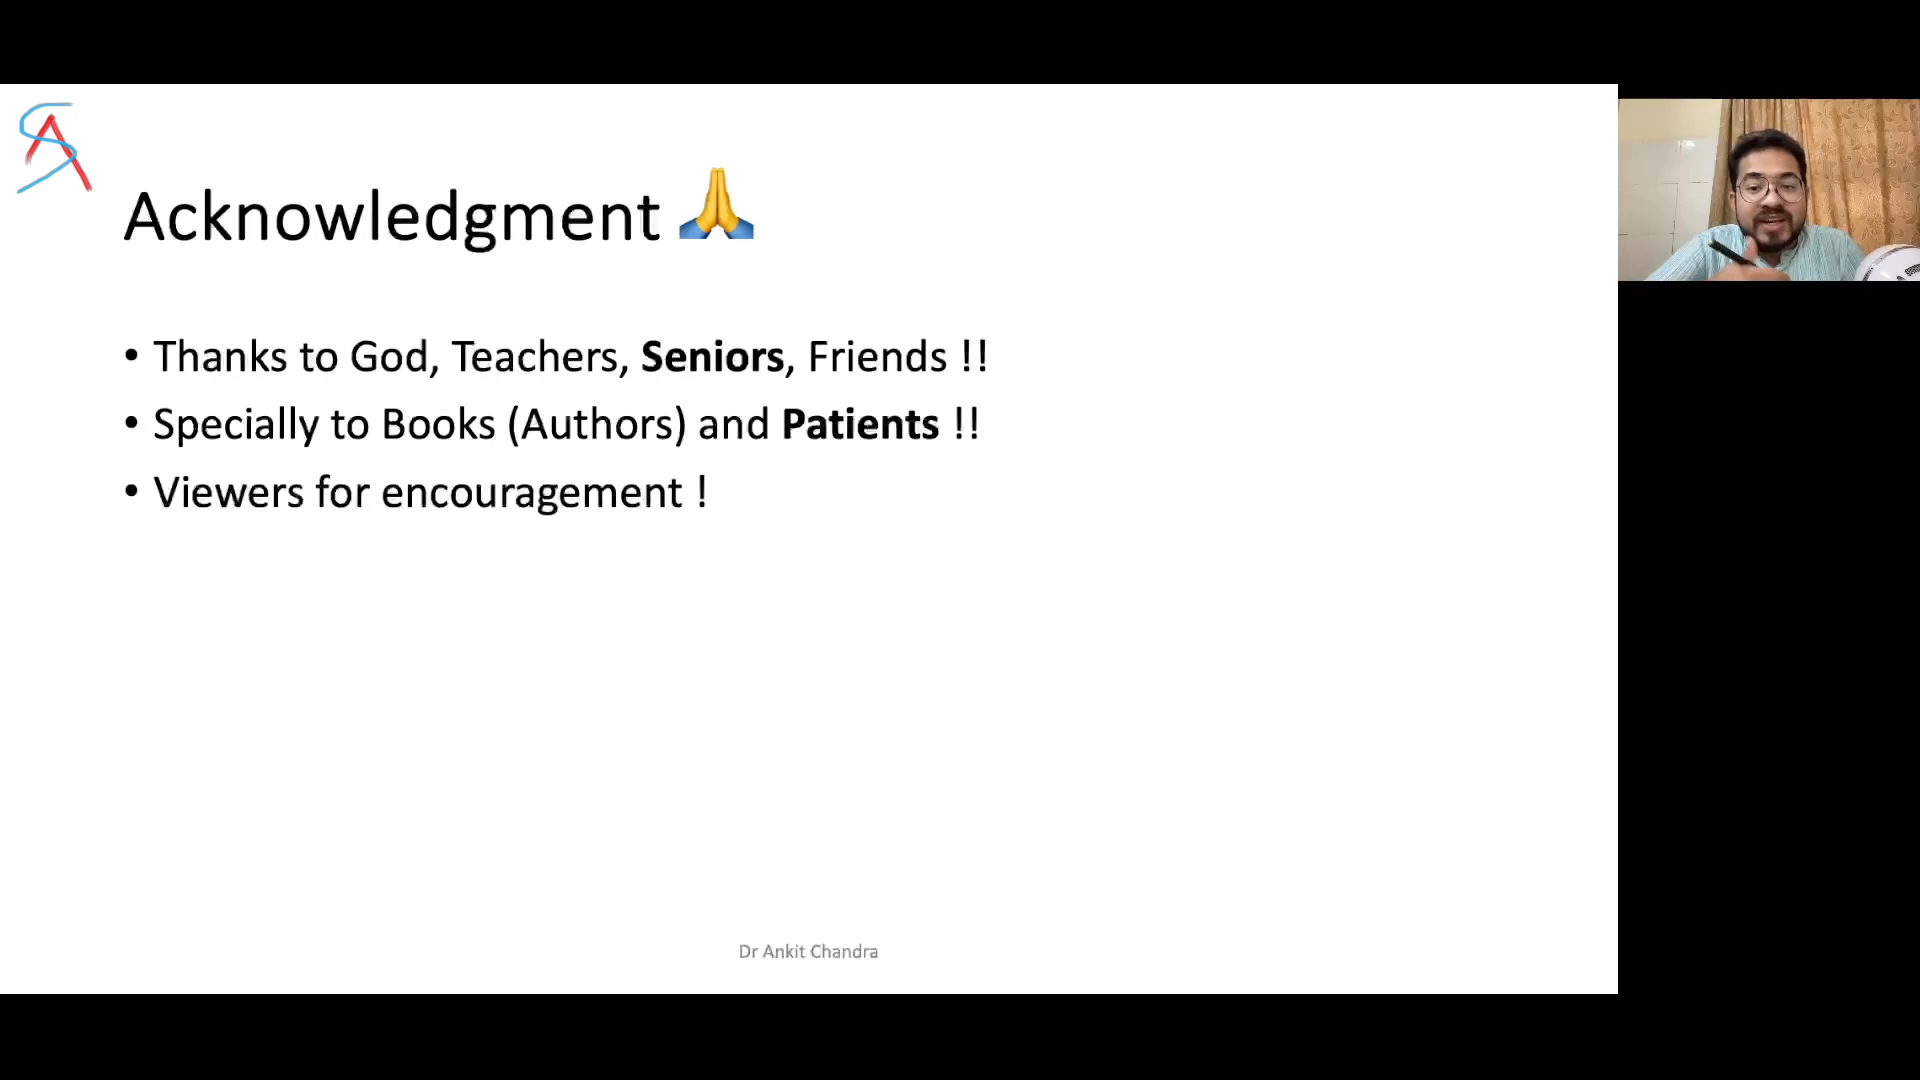 Acknowledgment 🙏
• Thanks to God, Teachers, Seniors, Friends !!
• Specially to Books (Authors) and Patients !!
• Viewers for encouragement !
Dr Ankit Chandra